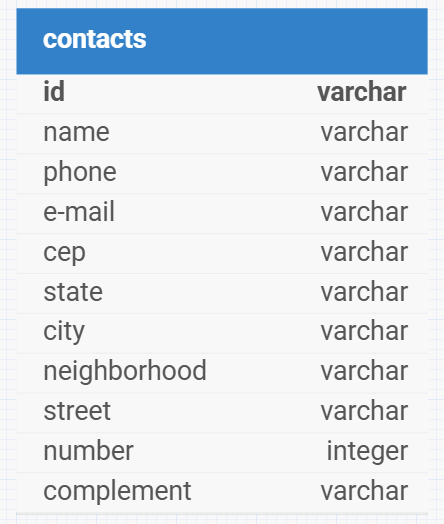 contacts
id varchar
name varchar
phone varchar
e-mail varchar
cep varchar
state varchar
city varchar
neighborhood varchar
street varchar
number integer
complement varchar